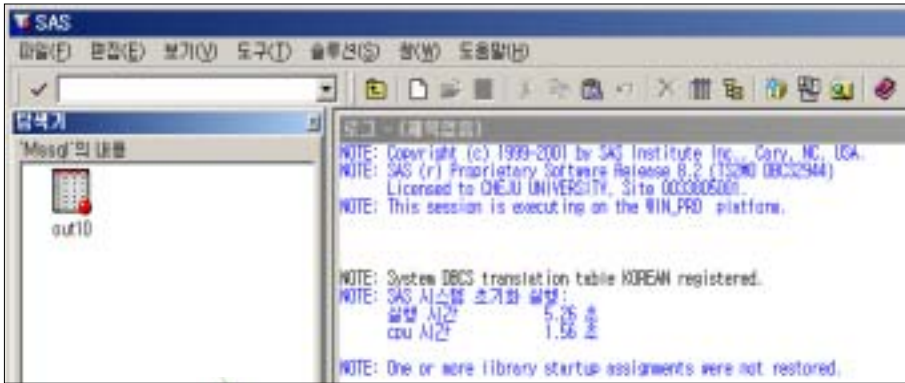 SAS
파일(F) 편집(E) 보기(V) 도구(T) 솔루션(S) 창(W) 도움말(H)
탐색기
'Mssql'의 내용
out10
로그 - (제목없음)
NOTE: Copyright (c) 1999-2001 by SAS Institute Inc., Cary, NC, USA.
NOTE: SAS (r) Proprietary Software Release 8.2 (TS2M0 DBCS2944)
Licensed to CHEJU UNIVERSITY, Site
NOTE: This session is executing on the WIN_PRO platform.
NOTE: System DBCS translation table KOREAN registered.
NOTE: SAS 시스템 초기화 실행:
실행 시간 5.26 초
cpu 시간 1.56 초
NOTE: One or more library startup assignments were not restored.